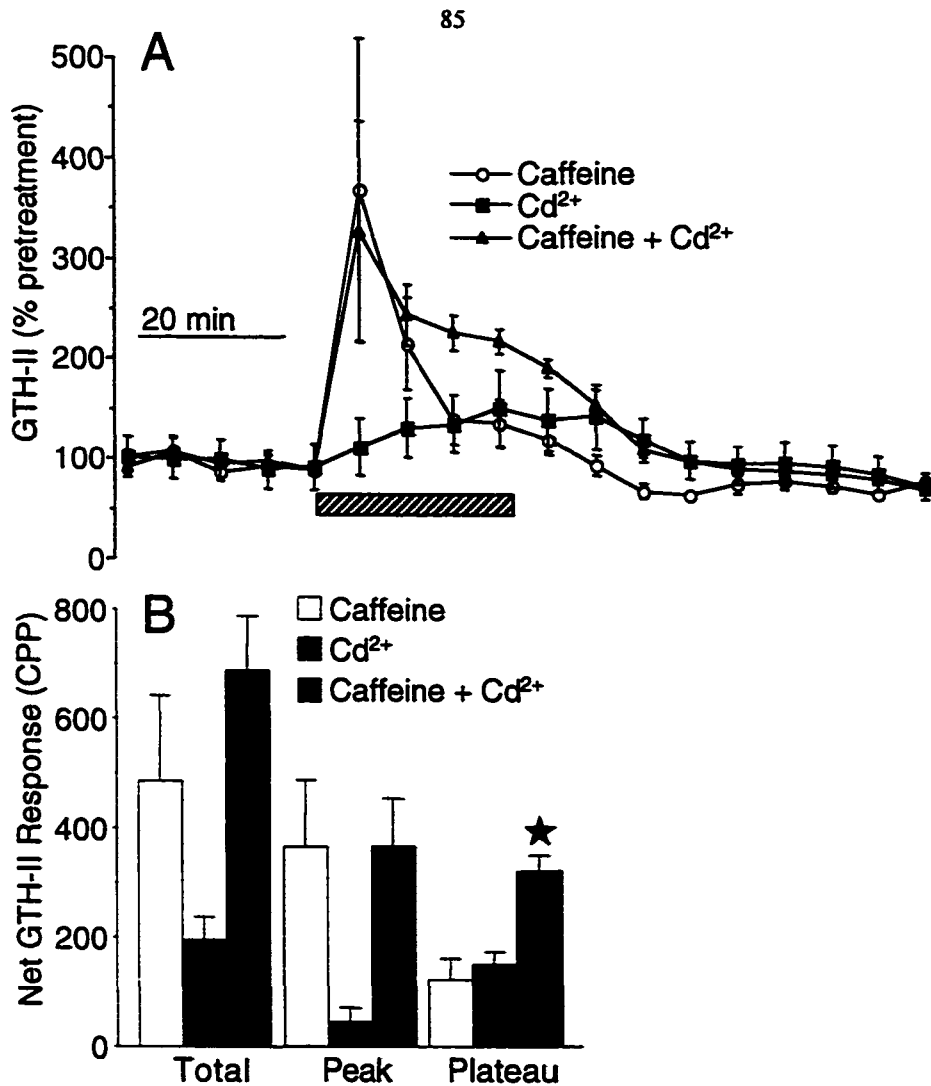 85
A
500
400
300
200
100
0
GTH-II (% pretreatment)
Caffeine
Cd²⁺
Caffeine + Cd²⁺
20 min
B
800
600
400
200
0
Net GTH-II Response (CPP)
Caffeine
Cd²⁺
Caffeine + Cd²⁺
Total Peak Plateau